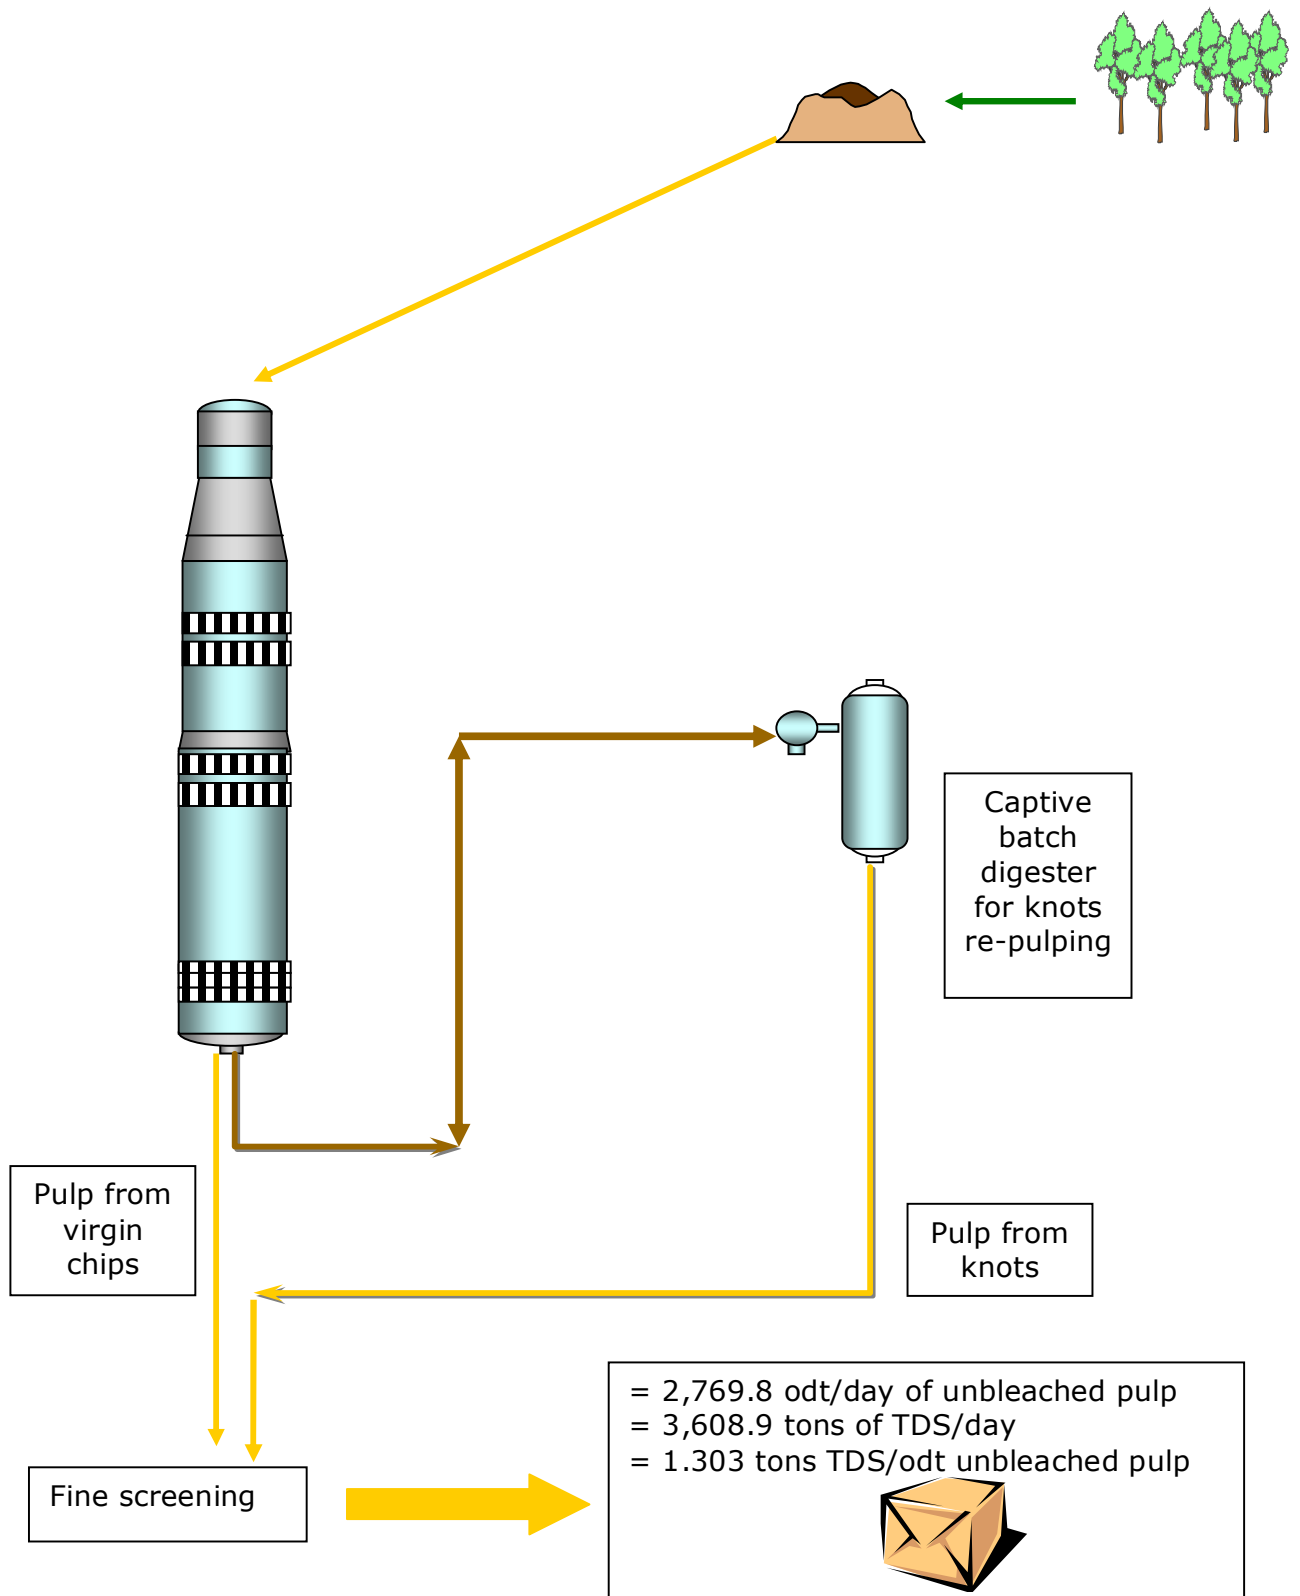 Captive
batch
digester
for knots
re-pulping
Pulp from
virgin
chips
Pulp from
knots
= 2,769.8 odt/day of unbleached pulp
= 3,608.9 tons of TDS/day
= 1.303 tons TDS/odt unbleached pulp
Fine screening